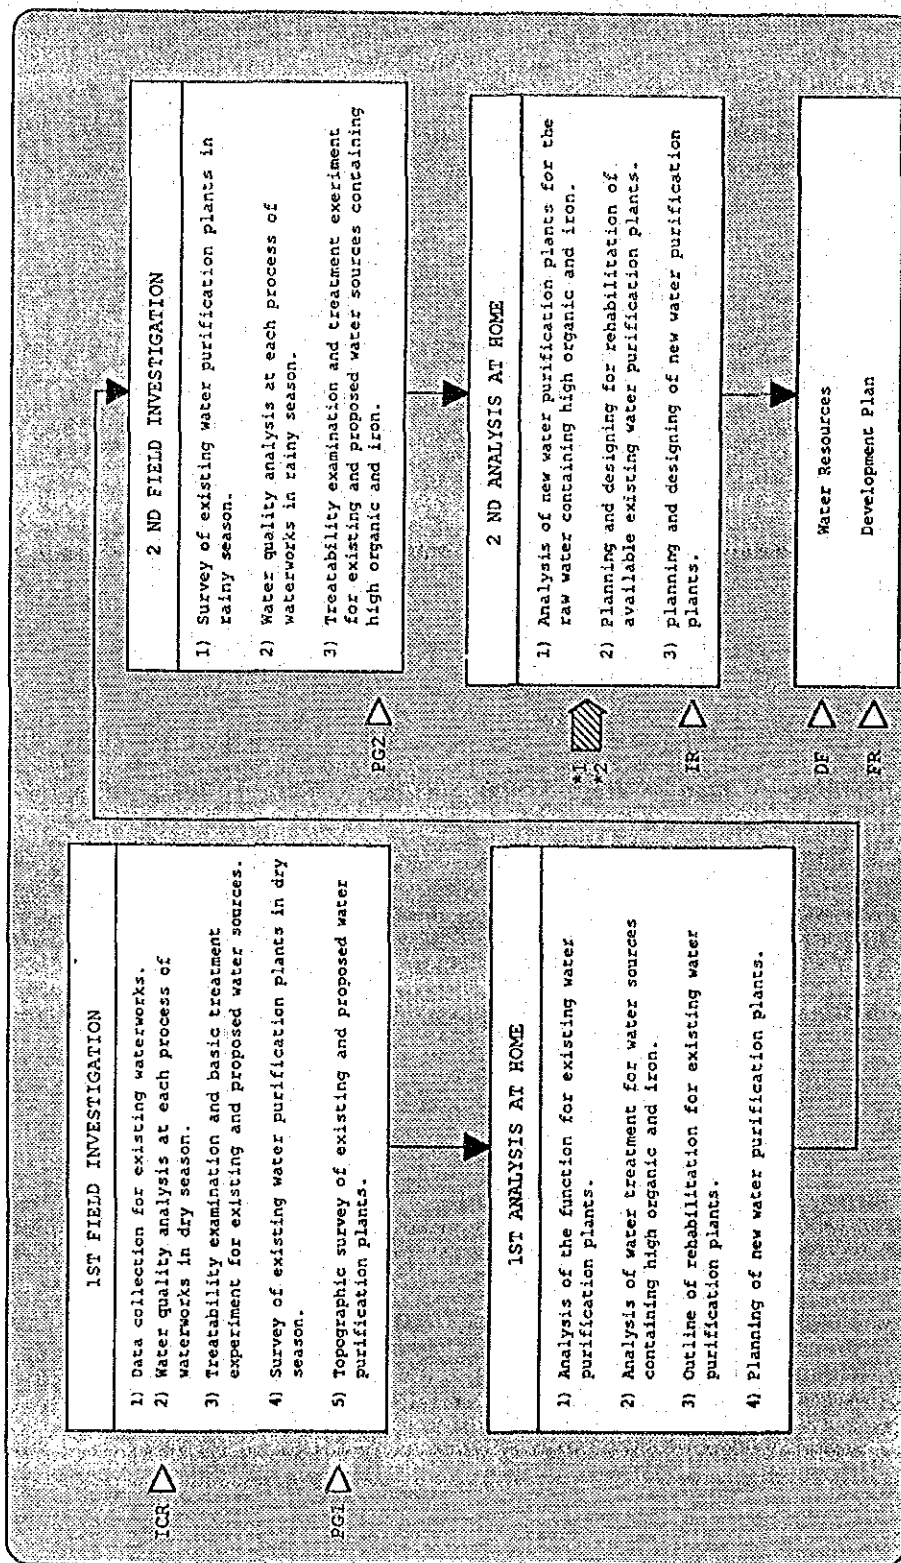 1ST FIELD INVESTIGATION
1) Data collection for existing waterworks.
2) Water quality analysis at each process of
waterworks in dry season.
3) Treatability examination and basic treatment
experiment for existing and proposed water sources.
4) Survey of existing water purification plants in dry
season.
5) Topographic survey of existing and proposed water
purification plants.
ICR
PG1
1ST ANALYSIS AT HOME
1) Analysis of the function for existing water
purification plants.
2) Analysis of water treatment for water sources
containing high organic and iron.
3) Outline of rehabilitation for existing water
purification plants.
4) Planning of new water purification plants.
2 ND FIELD INVESTIGATION
1) Survey of existing water purification plants in
rainy season.
2) Water quality analysis at each process of
waterworks in rainy season.
3) Treatability examination and treatment exeriment
for existing and proposed water sources containing
high organic and iron.
PG2
2 ND ANALYSIS AT HOME
1) Analysis of new water purification plants for the
raw water containing high organic and iron.
2) Planning and designing for rehabilitation of
available existing water purification plants.
3) planning and designing of new water purification
plants.
*1
*2
IR
Water Resources
Development Plan
DF
FR